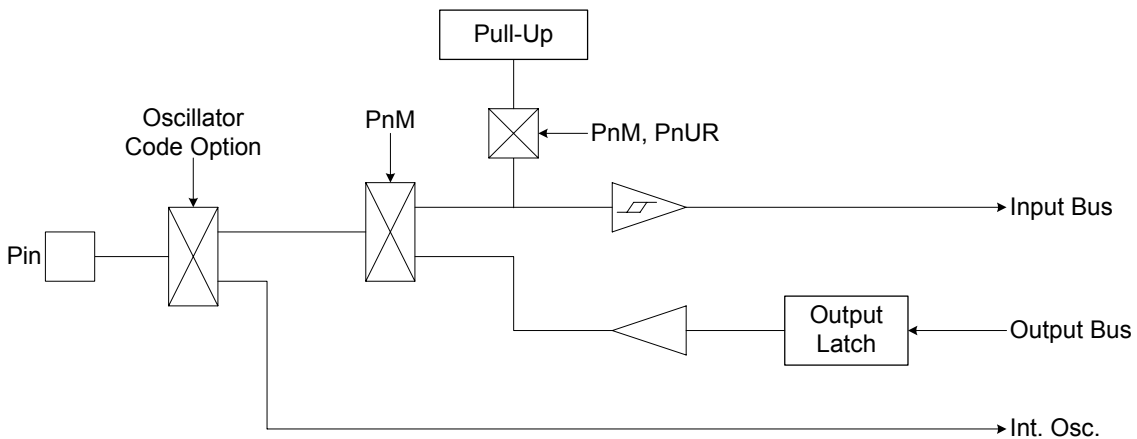 Pull-Up
Oscillator
Code Option
PnM
PnM, PnUR
Pin
Input Bus
Output
Latch
Output Bus
Int. Osc.